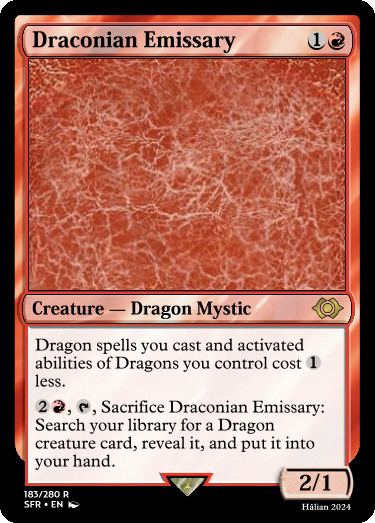 Draconian Emissary 1
Creature — Dragon Mystic
Dragon spells you cast and activated
abilities of Dragons you control cost 1
less.
2, , Sacrifice Draconian Emissary:
Search your library for a Dragon
creature card, reveal it, and put it into
your hand.
2/1
183/280 R
SFR • EN
Hālian 2024